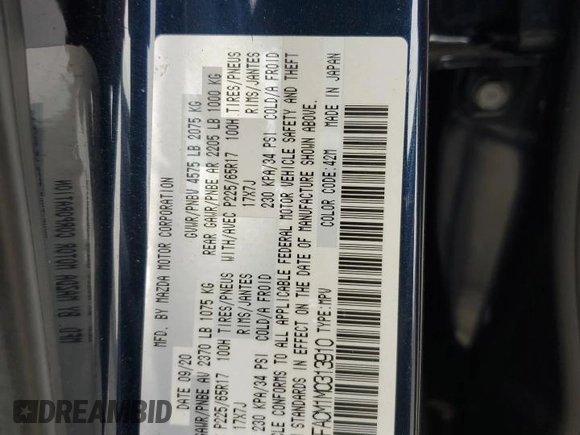 MFD. BY MAZDA MOTOR CORPORATION
DATE 09/20 GVWR/PNBV 4575 LB 2075 KG
GAWR/PNBE AV 2370 LB 1075 KG REAR GAWR/PNBE AR 2205 LB 1000 KG
P225/65R17 100H TIRES/PNEUS WITH/AVEC P225/65R17 100H TIRES/PNEUS
17X7J RIMS/JANTES 17X7J RIMS/JANTES
230 KPA/34 PSI COLD/A FROID 230 KPA/34 PSI COLD/A FROID
CONFORMS TO ALL APPLICABLE FEDERAL MOTOR VEHICLE SAFETY AND THEFT
STANDARDS IN EFFECT ON THE DATE OF MANUFACTURE SHOWN ABOVE.
TYPE:MPV COLOR CODE:42M MADE IN JAPAN
DIAMOND
CERTIFIED